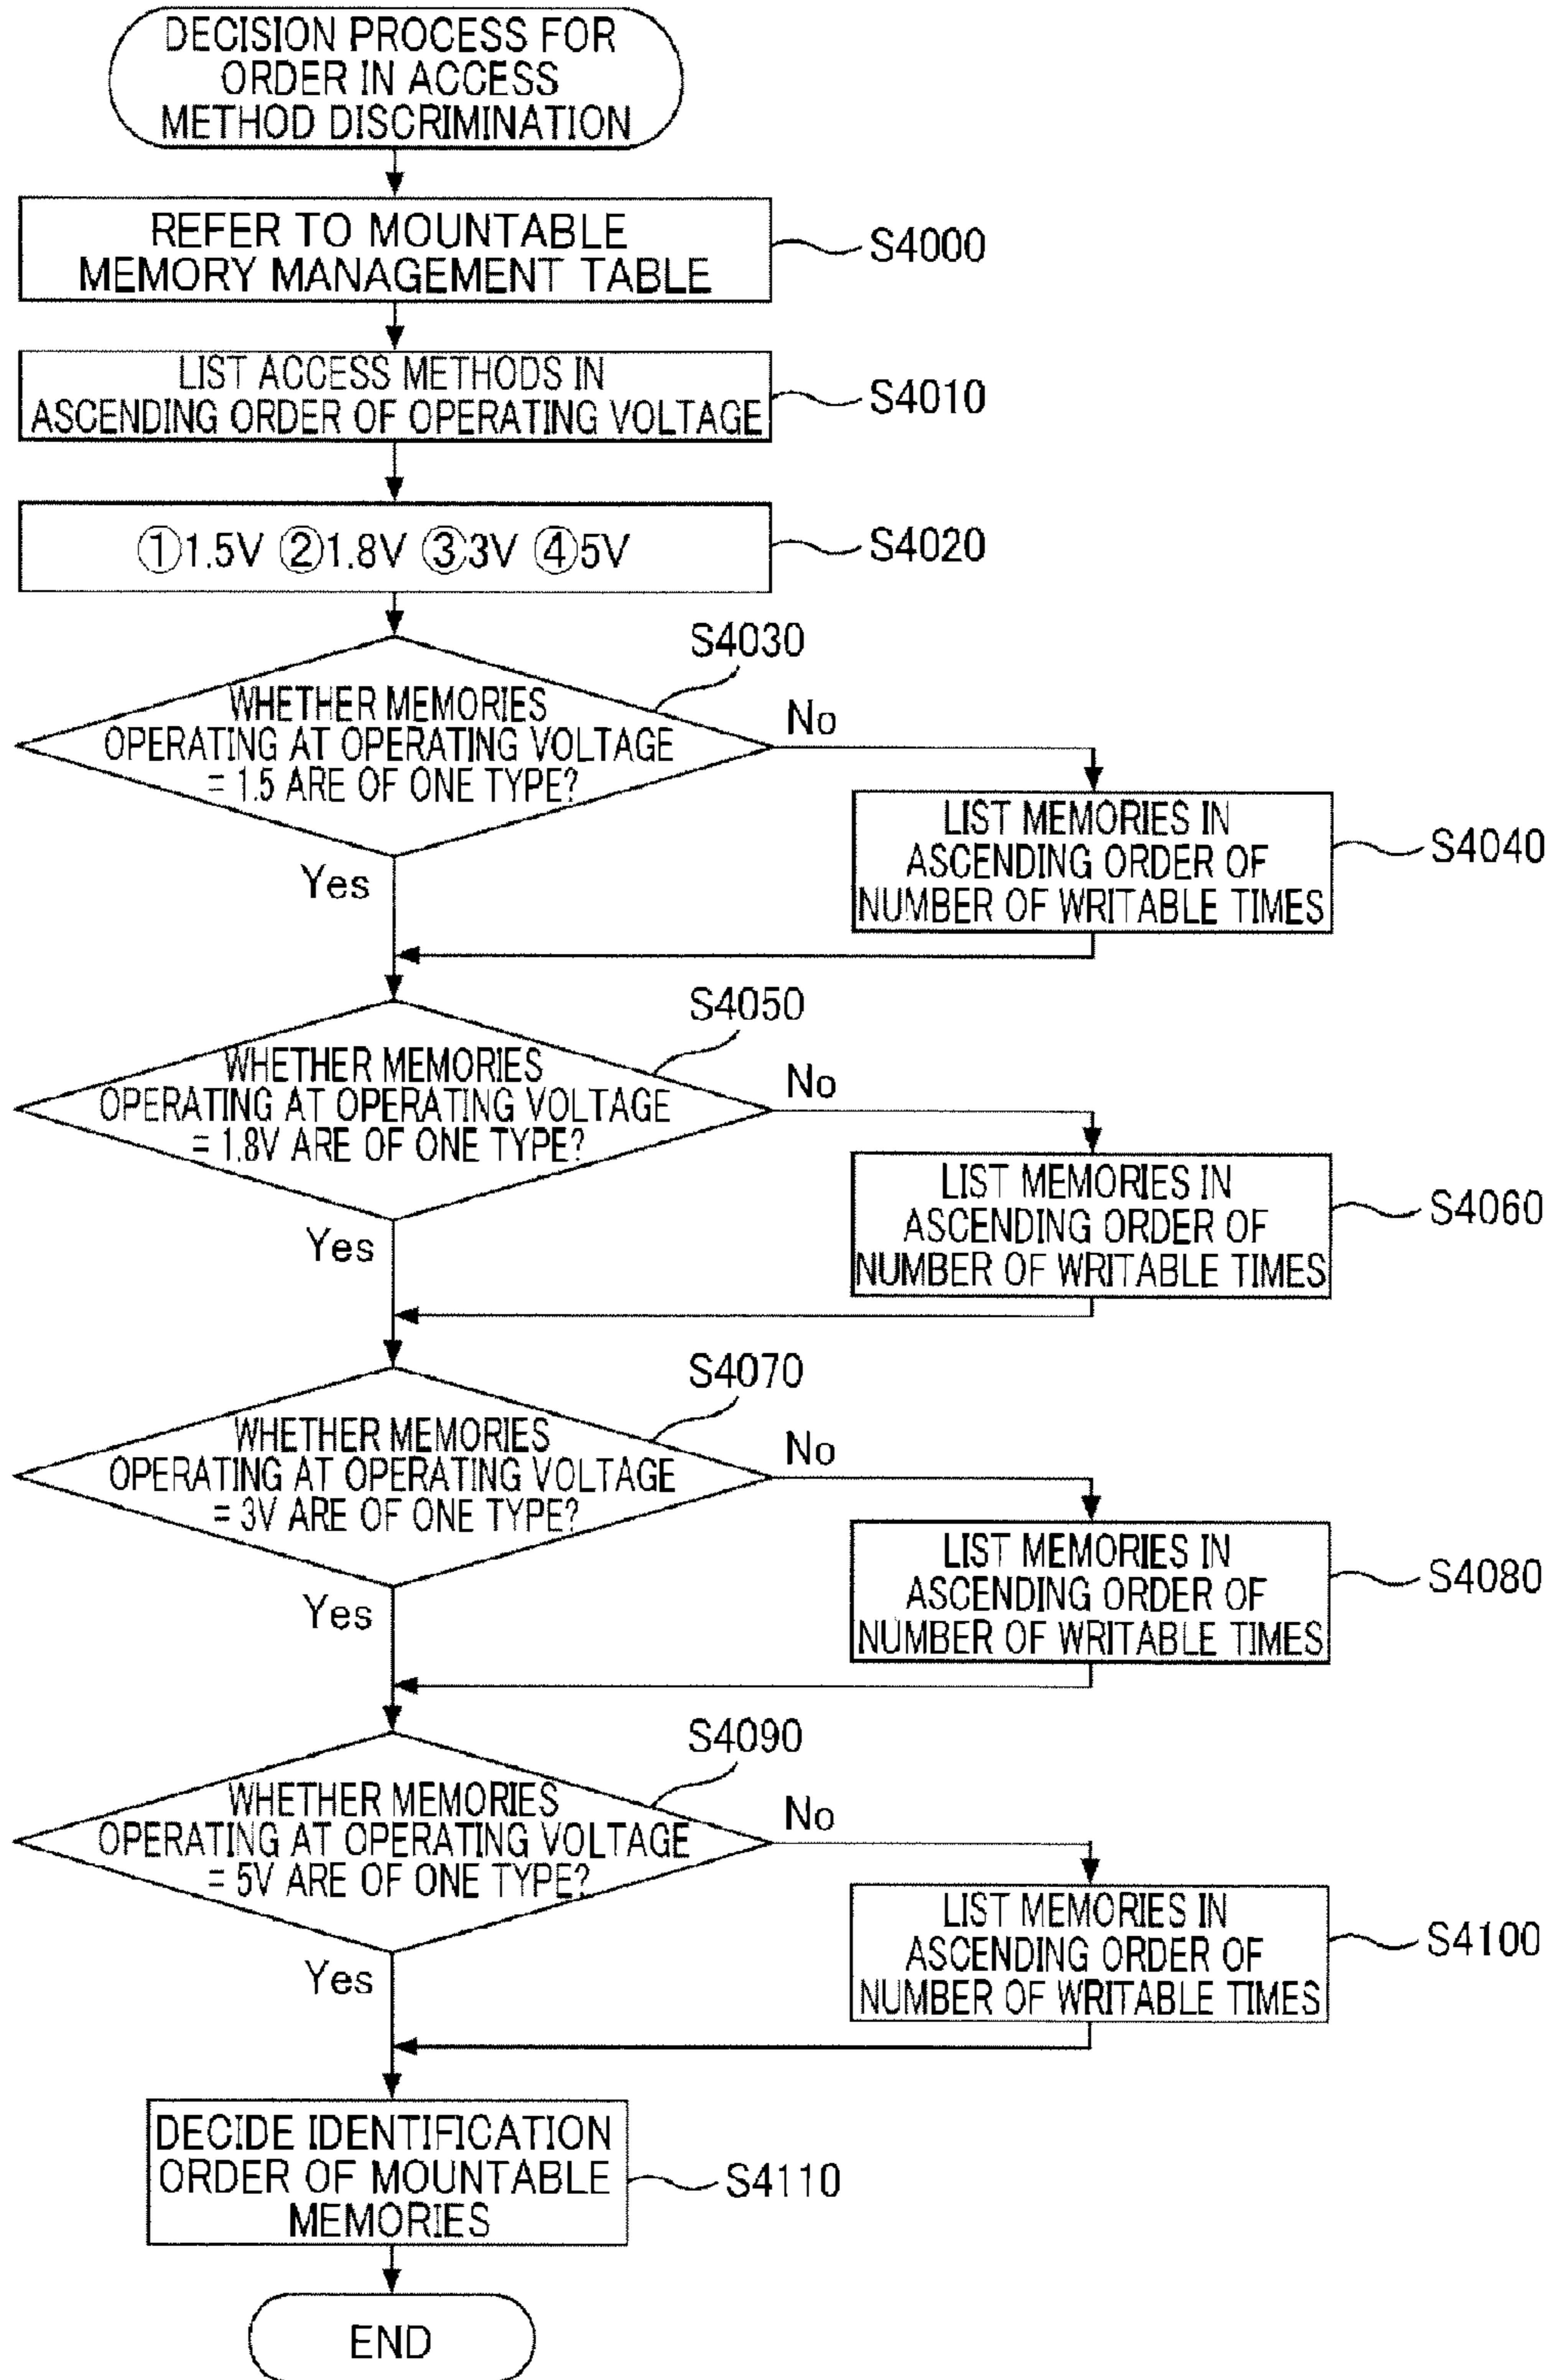 DECISION PROCESS FOR
ORDER IN ACCESS
METHOD DISCRIMINATION
REFER TO MOUNTABLE
MEMORY MANAGEMENT TABLE
S4000
LIST ACCESS METHODS IN
ASCENDING ORDER OF OPERATING VOLTAGE
S4010
①1.5V ②1.8V ③3V ④5V
S4020
S4030
WHETHER MEMORIES
OPERATING AT OPERATING VOLTAGE
= 1.5 ARE OF ONE TYPE?
No
Yes
LIST MEMORIES IN
ASCENDING ORDER OF
NUMBER OF WRITABLE TIMES
S4040
S4050
WHETHER MEMORIES
OPERATING AT OPERATING VOLTAGE
= 1.8V ARE OF ONE TYPE?
No
Yes
LIST MEMORIES IN
ASCENDING ORDER OF
NUMBER OF WRITABLE TIMES
S4060
S4070
WHETHER MEMORIES
OPERATING AT OPERATING VOLTAGE
= 3V ARE OF ONE TYPE?
No
Yes
LIST MEMORIES IN
ASCENDING ORDER OF
NUMBER OF WRITABLE TIMES
S4080
S4090
WHETHER MEMORIES
OPERATING AT OPERATING VOLTAGE
= 5V ARE OF ONE TYPE?
No
Yes
LIST MEMORIES IN
ASCENDING ORDER OF
NUMBER OF WRITABLE TIMES
S4100
DECIDE IDENTIFICATION
ORDER OF MOUNTABLE
MEMORIES
S4110
END